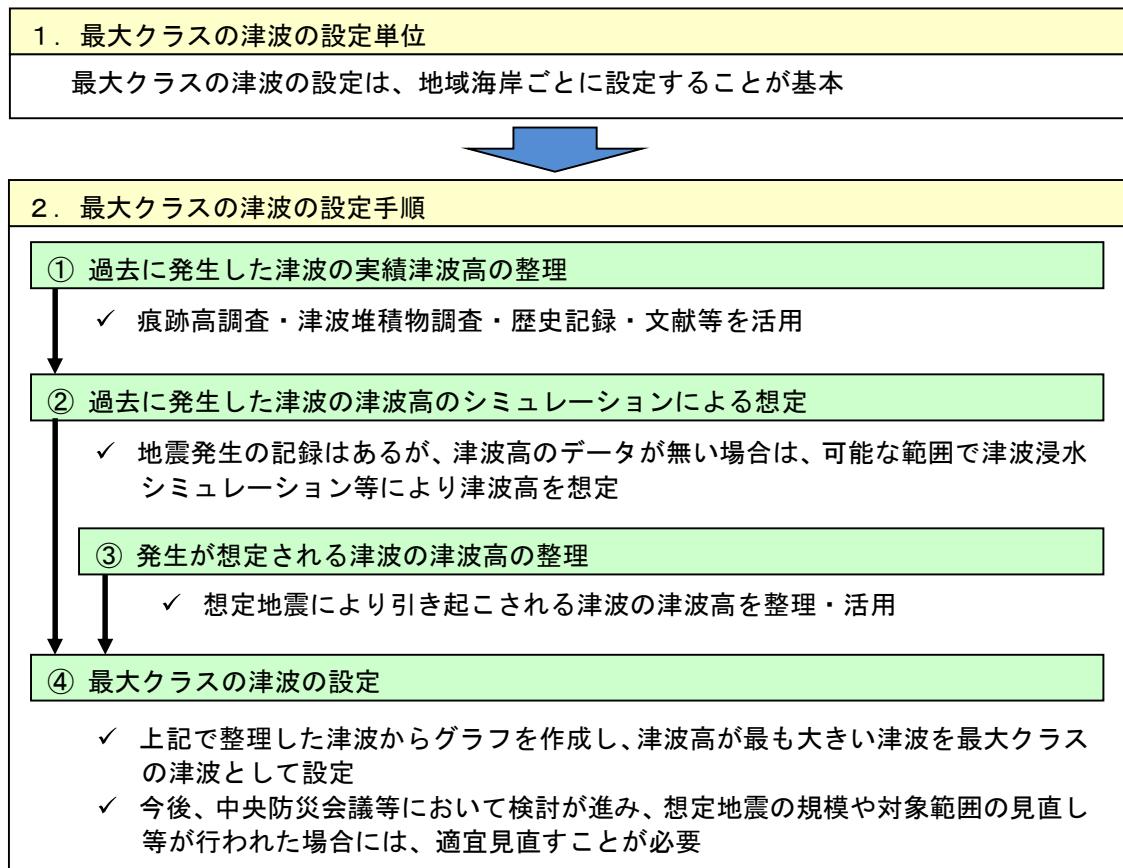 １．最大クラスの津波の設定単位
最大クラスの津波の設定は、地域海岸ごとに設定することが基本
２．最大クラスの津波の設定手順
① 過去に発生した津波の実績津波高の整理
✓ 痕跡高調査・津波堆積物調査・歴史記録・文献等を活用
② 過去に発生した津波の津波高のシミュレーションによる想定
✓ 地震発生の記録はあるが、津波高のデータが無い場合は、可能な範囲で津波浸水
シミュレーション等により津波高を想定
③ 発生が想定される津波の津波高の整理
✓ 想定地震により引き起こされる津波の津波高を整理・活用
④ 最大クラスの津波の設定
✓ 上記で整理した津波からグラフを作成し、津波高が最も大きい津波を最大クラス
の津波として設定
✓ 今後、中央防災会議等において検討が進み、想定地震の規模や対象範囲の見直し
等が行われた場合には、適宜見直すことが必要